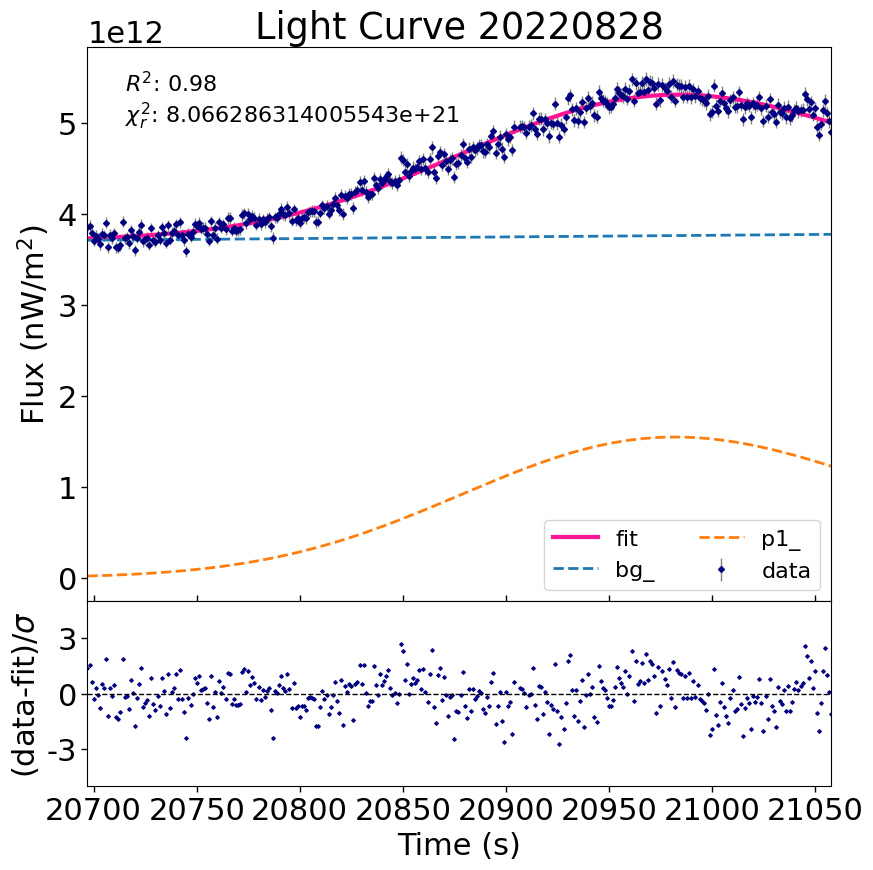 Light Curve 20220828
1e12
R²: 0.98
χ²ᵣ: 8.066286314005543e+21
5
4
3
2
1
0
Flux (nW/m²)
fit
bg_
p1_
data
3
0
-3
(data-fit)/σ
20700 20750 20800 20850 20900 20950 21000 21050
Time (s)